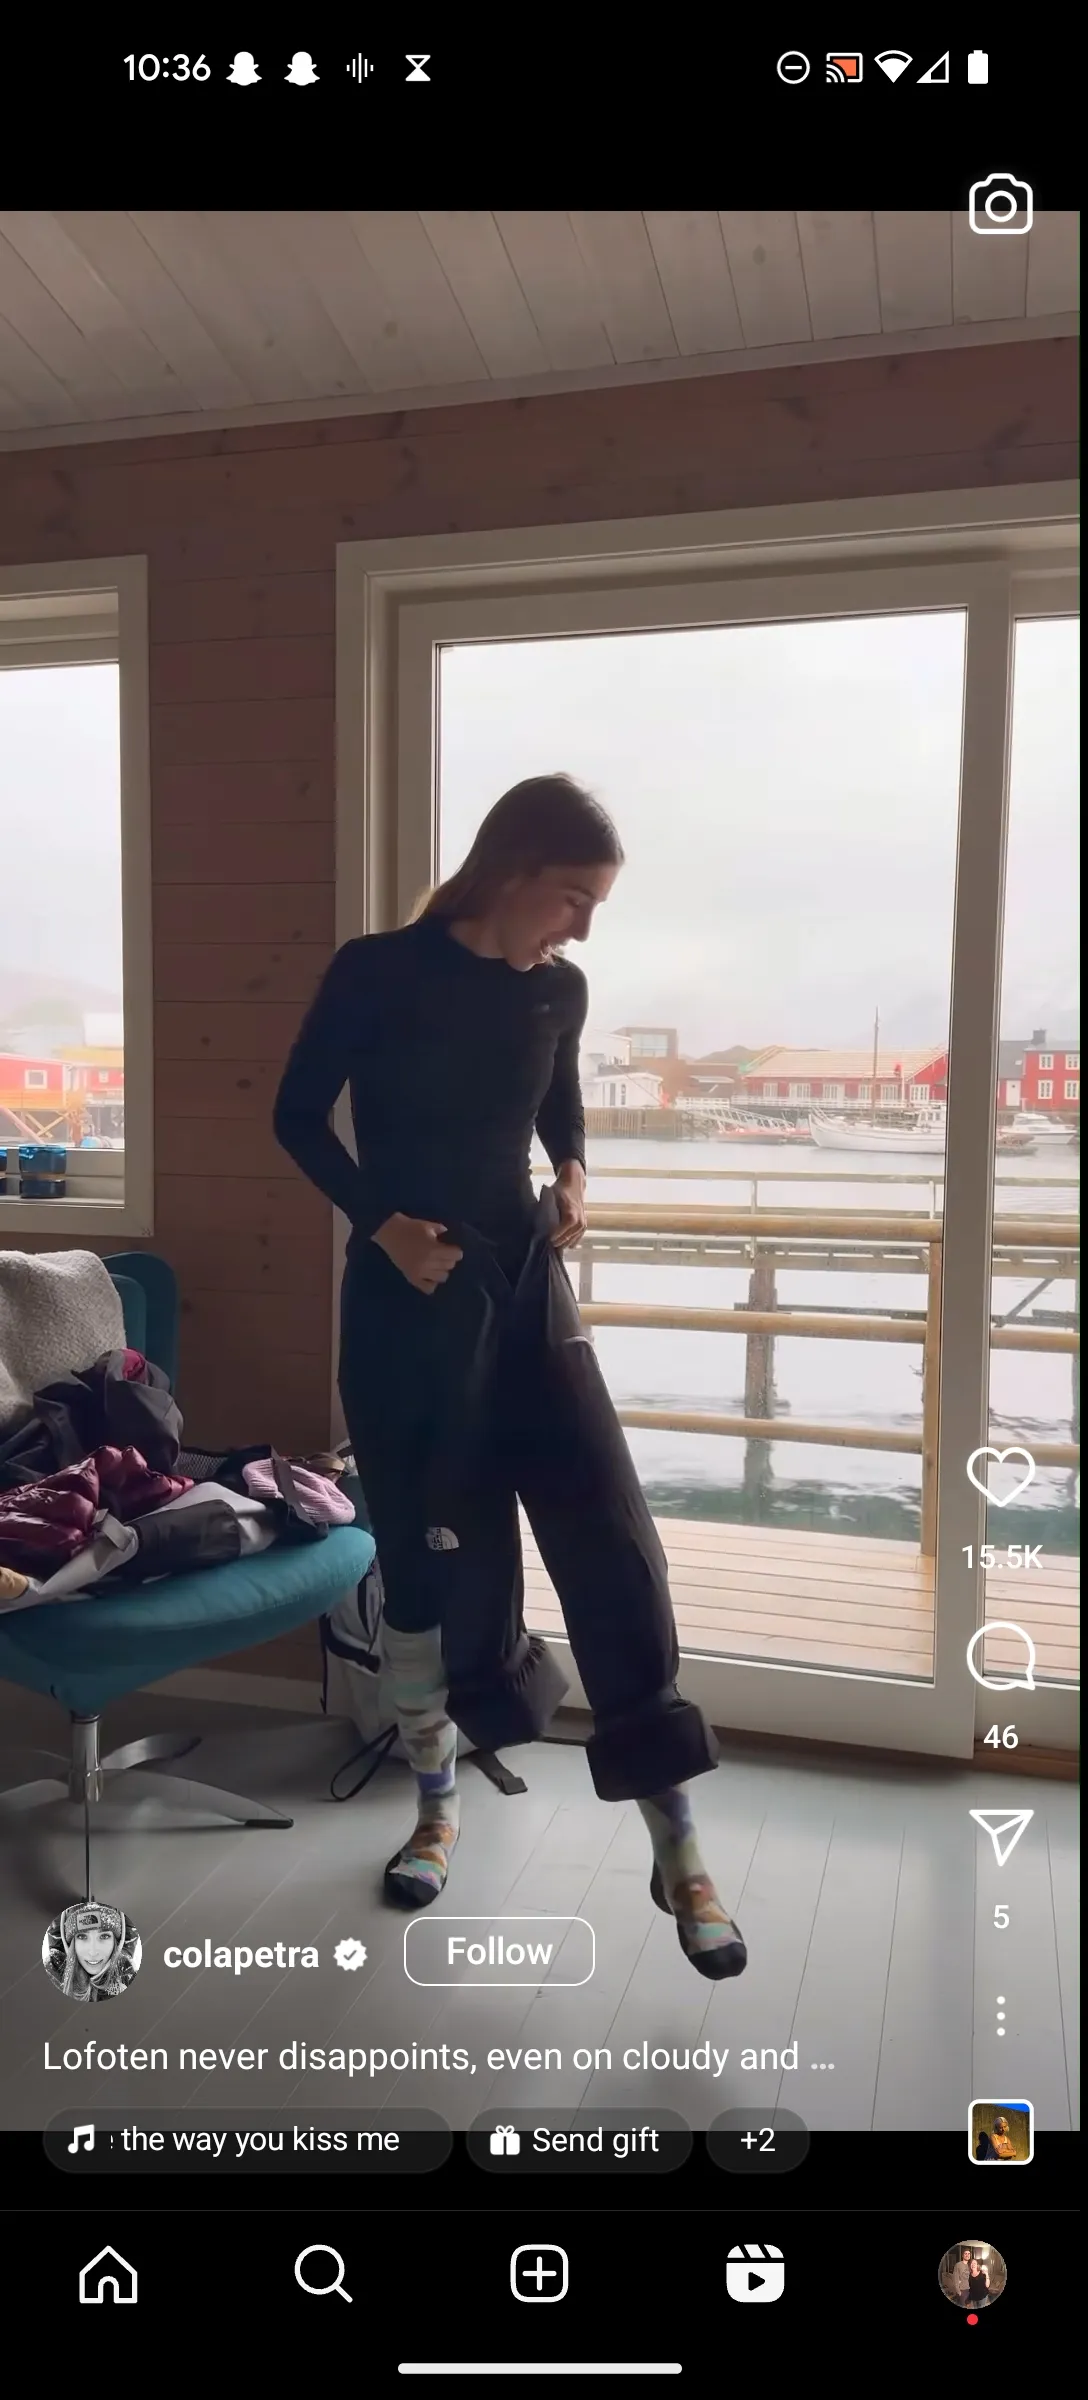 10:36
15.5K
46
5
colapetra
Follow
Lofoten never disappoints, even on cloudy and ...
the way you kiss me
Send gift
+2